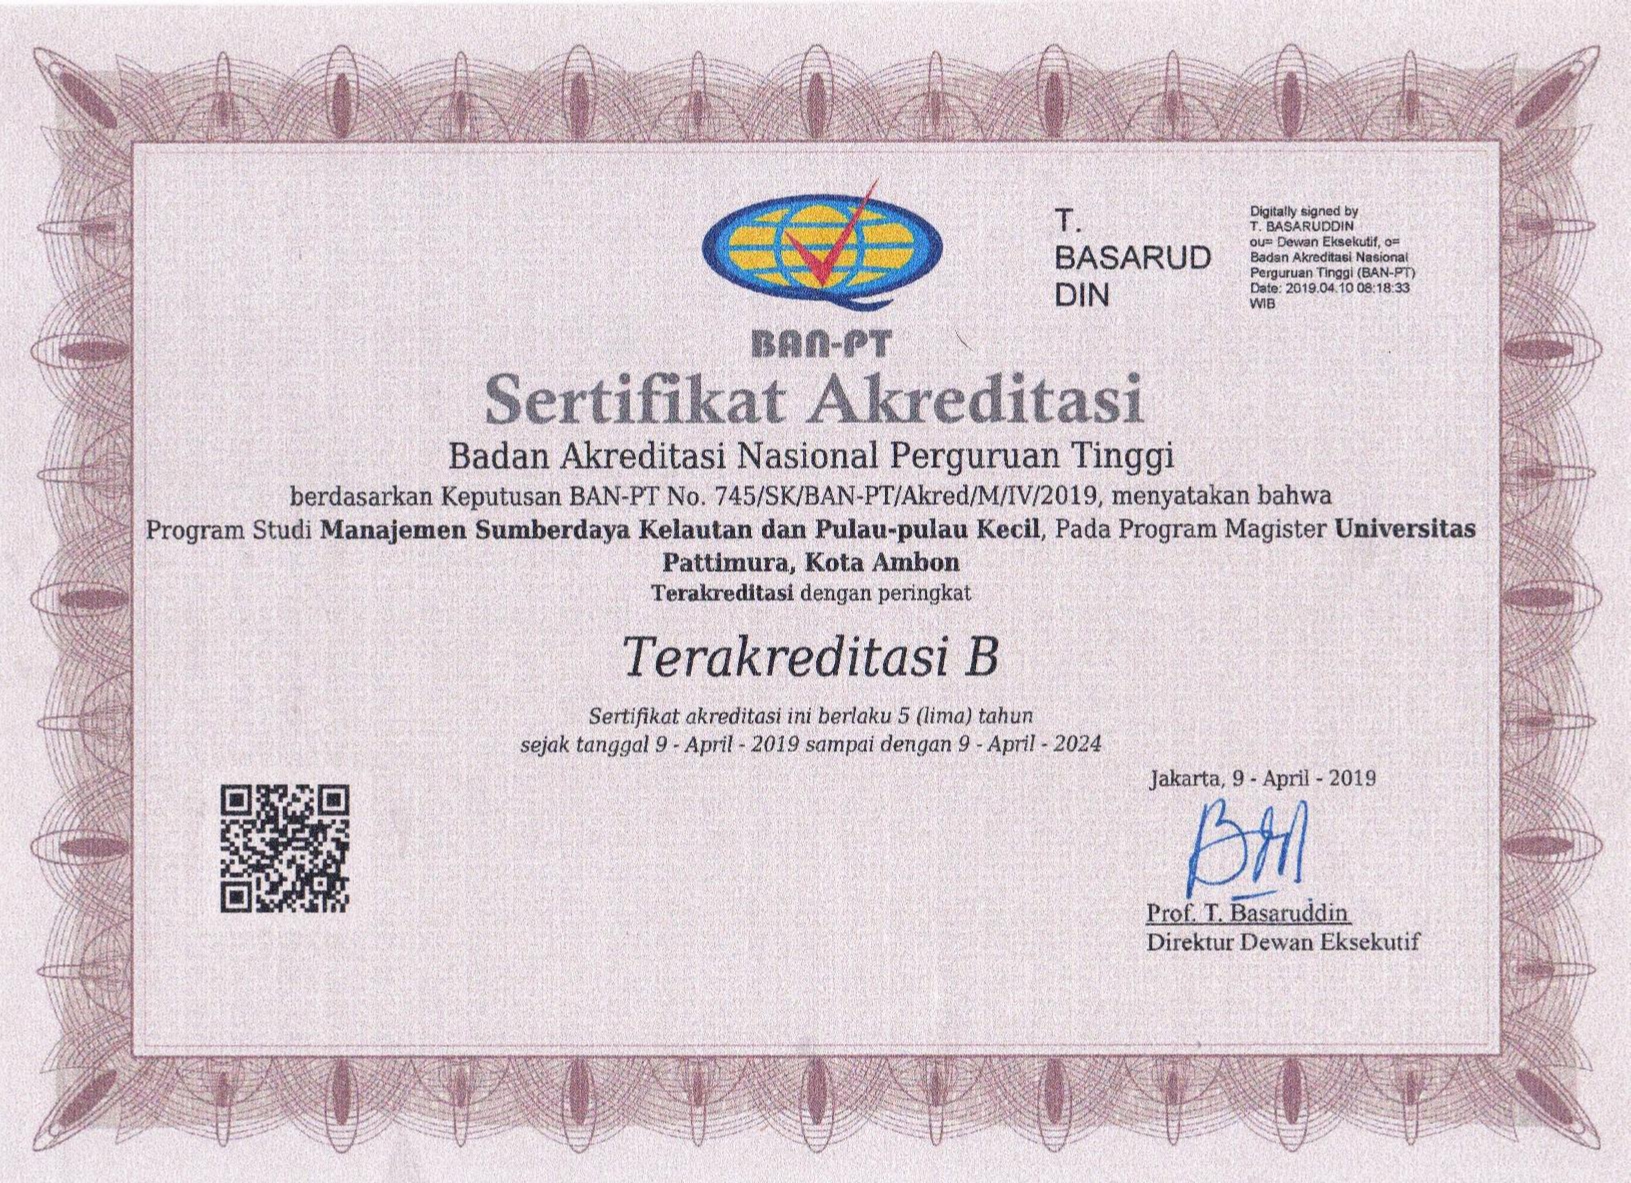 BAN-PT
T.
BASARUD
DIN
Digitally signed by
T. BASARUDDIN
ou= Dewan Eksekutif, o=
Badan Akreditasi Nasional
Perguruan Tinggi (BAN-PT)
Date: 2019.04.10 08:18:33
WIB
Sertifikat Akreditasi
Badan Akreditasi Nasional Perguruan Tinggi
berdasarkan Keputusan BAN-PT No. 745/SK/BAN-PT/Akred/M/IV/2019, menyatakan bahwa
Program Studi Manajemen Sumberdaya Kelautan dan Pulau-pulau Kecil, Pada Program Magister Universitas
Pattimura, Kota Ambon
Terakreditasi dengan peringkat
Terakreditasi B
Sertifikat akreditasi ini berlaku 5 (lima) tahun
sejak tanggal 9 - April - 2019 sampai dengan 9 - April - 2024
Jakarta, 9 - April - 2019
Prof. T. Basaruddin
Direktur Dewan Eksekutif